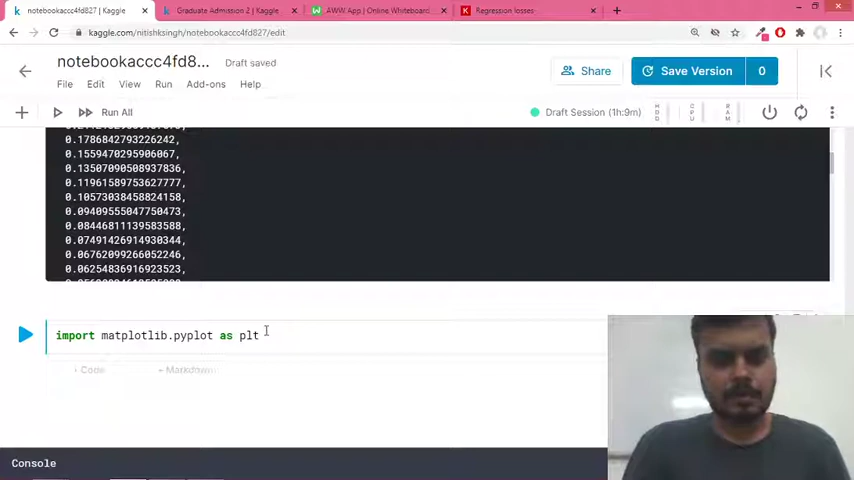 notebookaccc4fd827 | Kaggle
Graduate Admission 2 | Kaggle
AWW App | Online Whiteboard
Regression losses
kaggle.com/nitishksingh/notebookaccc4fd827/edit
notebookaccc4fd8...
Draft saved
File Edit View Run Add-ons Help
Share
Save Version
0
Run All
Draft Session (1h:9m)
0.1786842793226242,
0.1559470295906067,
0.13507090508937836,
0.11961589753627777,
0.10573038458824158,
0.09409555047750473,
0.08446811139583588,
0.07491426914930344,
0.06762099266052246,
0.06254836916923523,
import matplotlib.pyplot as plt
+ Code
+ Markdown
Console